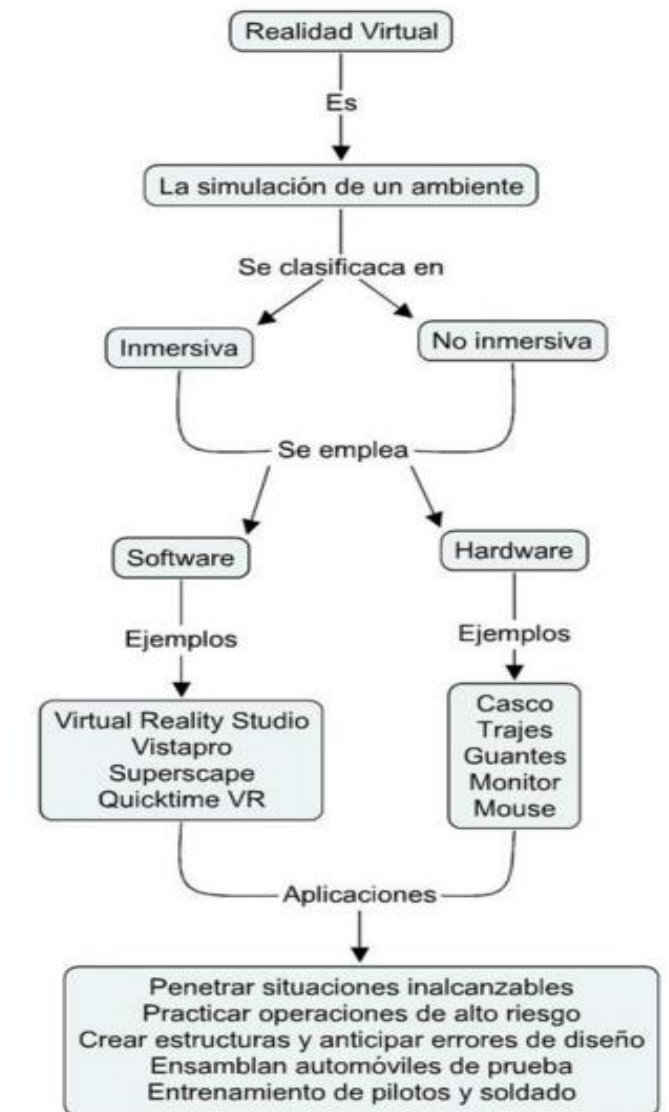 Realidad Virtual
Es
La simulación de un ambiente
Se clasificaca en
Inmersiva
No inmersiva
Se emplea
Software
Hardware
Ejemplos
Ejemplos
Virtual Reality Studio
Vistapro
Superscape
Quicktime VR
Casco
Trajes
Guantes
Monitor
Mouse
Aplicaciones
Penetrar situaciones inalcanzables
Practicar operaciones de alto riesgo
Crear estructuras y anticipar errores de diseño
Ensamblan automóviles de prueba
Entrenamiento de pilotos y soldado